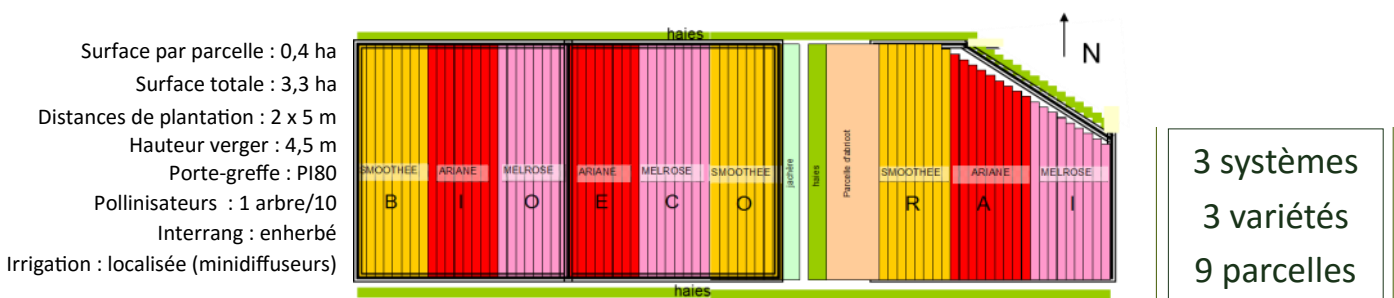 Surface par parcelle : 0,4 ha
Surface totale : 3,3 ha
Distances de plantation : 2 x 5 m
Hauteur verger : 4,5 m
Porte-greffe : PI80
Pollinisateurs : 1 arbre/10
Interrang : enherbé
Irrigation : localisée (minidiffuseurs)
haies
N
SMOOTHEE ARIANE MELROSE ARIANE MELROSE SMOOTHEE jachère haies Parcelle d'abricot SMOOTHEE ARIANE MELROSE
B I O E C O R A I
haies
3 systèmes
3 variétés
9 parcelles